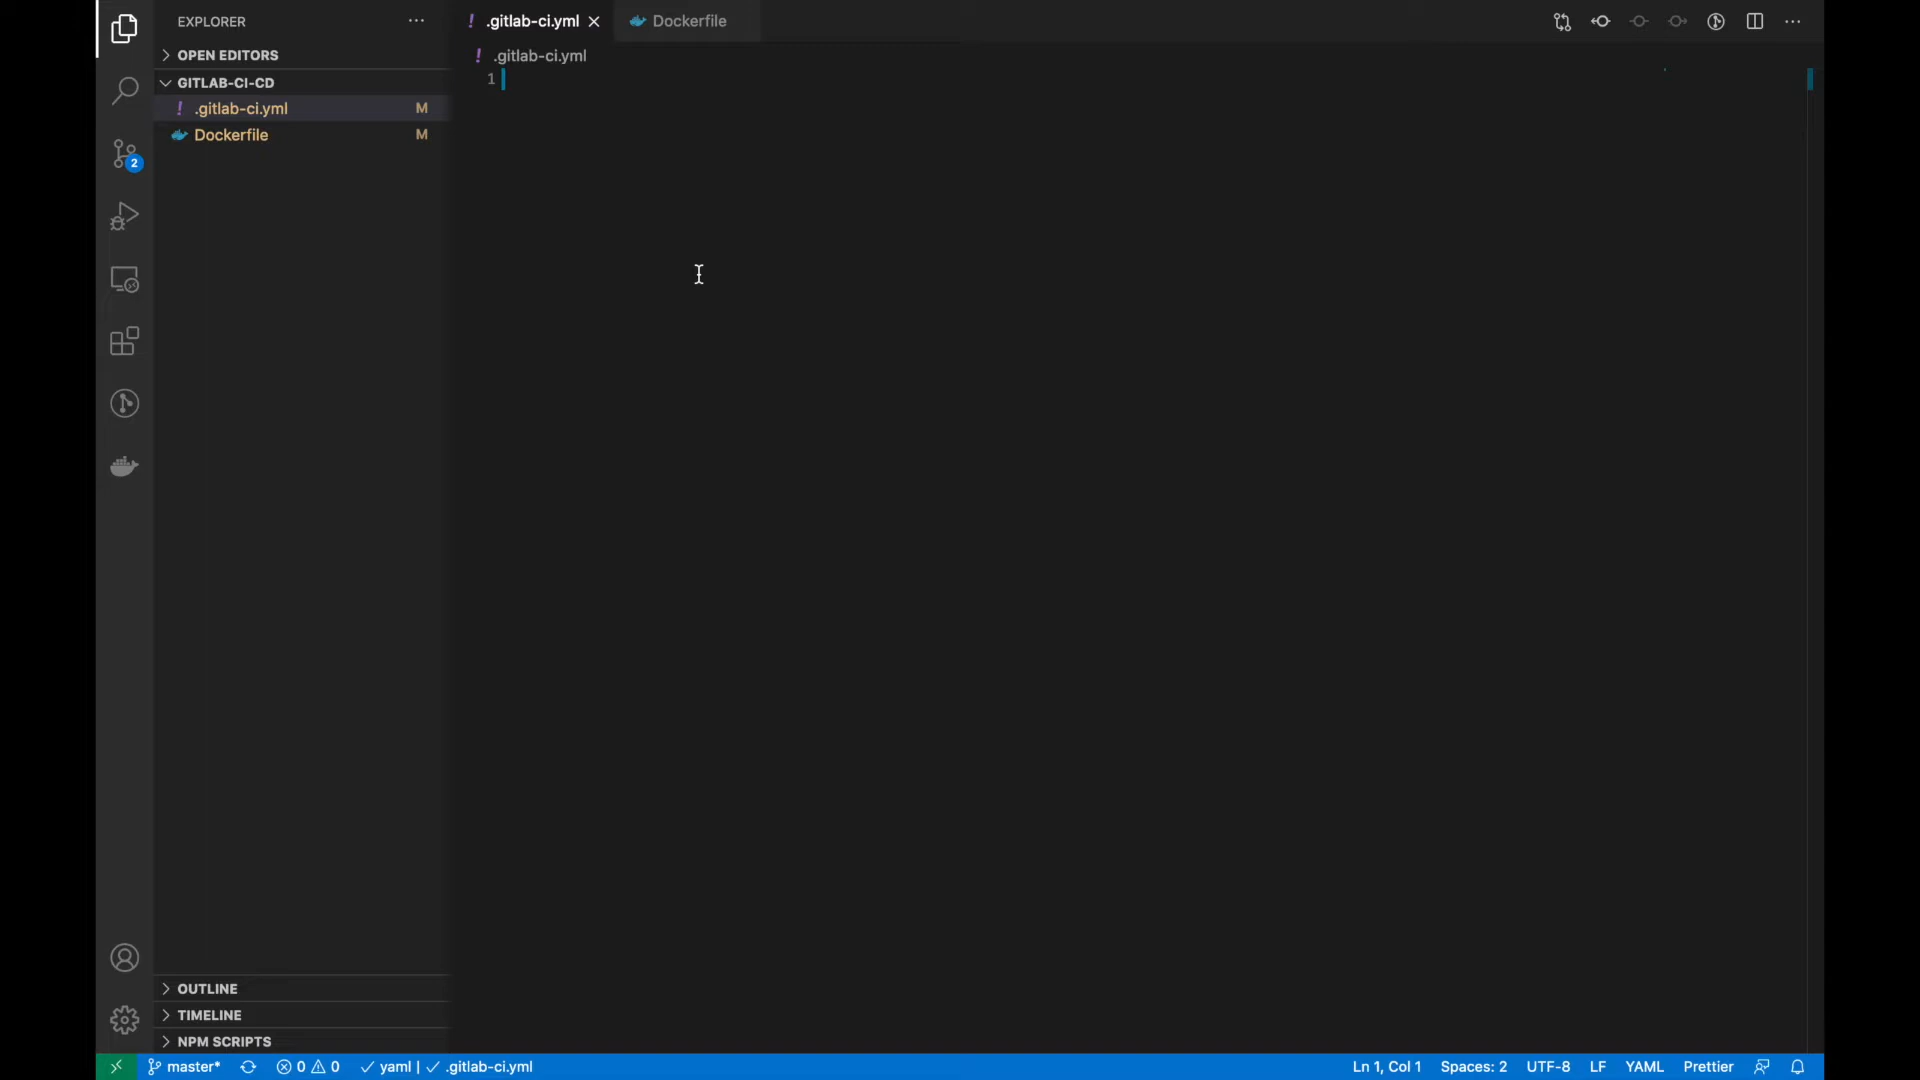 EXPLORER
OPEN EDITORS
GITLAB-CI-CD
.gitlab-ci.yml M
Dockerfile M
2
OUTLINE
TIMELINE
NPM SCRIPTS
.gitlab-ci.yml
Dockerfile
.gitlab-ci.yml
1
master* 0 0 yaml | .gitlab-ci.yml Ln 1, Col 1 Spaces: 2 UTF-8 LF YAML Prettier